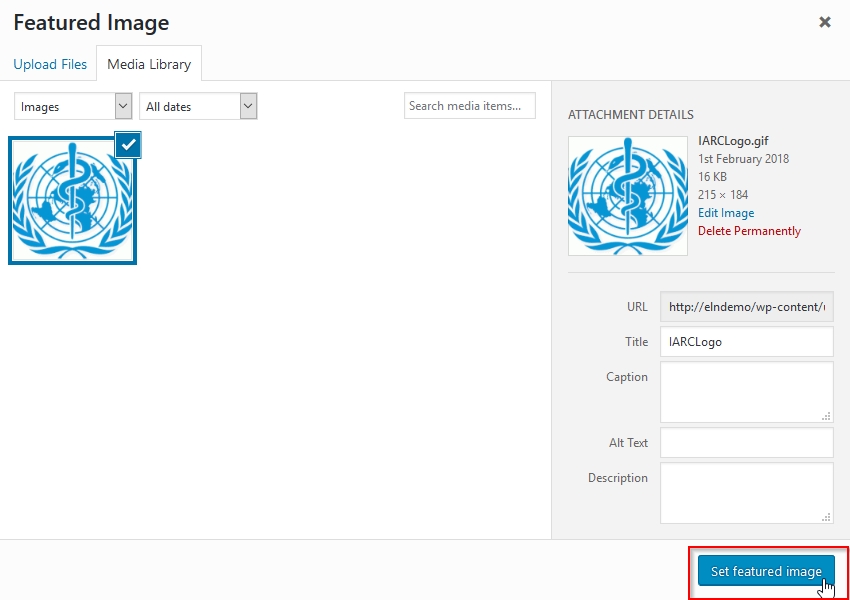 Featured Image
Upload Files
Media Library
Images
All dates
Search media items...
ATTACHMENT DETAILS
IARCLogo.gif
1st February 2018
16 KB
215 × 184
Edit Image
Delete Permanently
URL http://elndemo/wp-content/
Title IARCLogo
Caption
Alt Text
Description
Set featured image